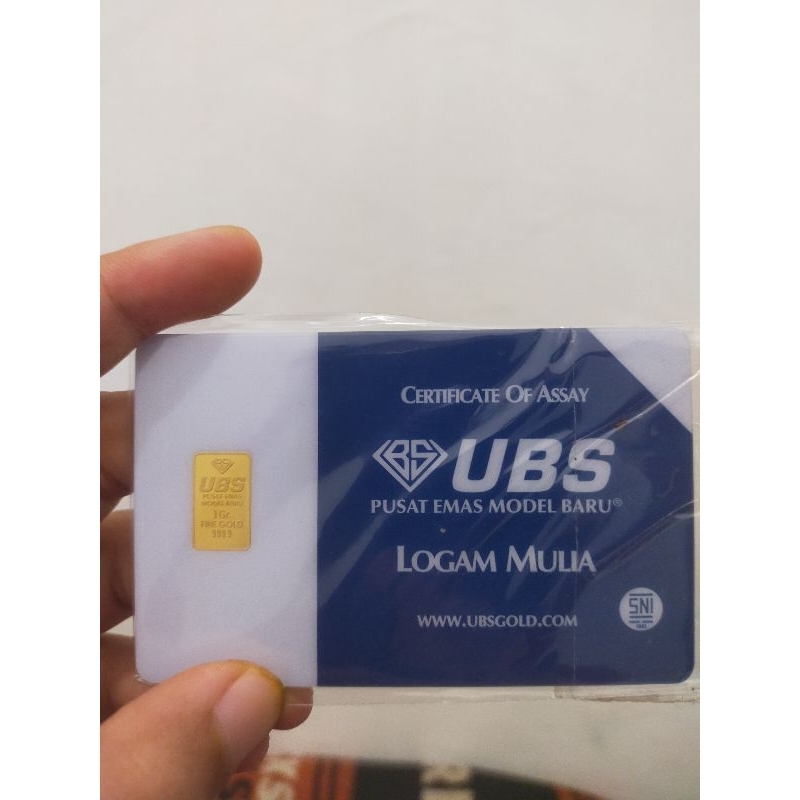 CERTIFICATE OF ASSAY
UBS
PUSAT EMAS MODEL BARU®
LOGAM MULIA
WWW.UBSGOLD.COM
SNI
UBS
PUSAT EMAS
MODEL BARU
1 Gr
FINE GOLD
999.9